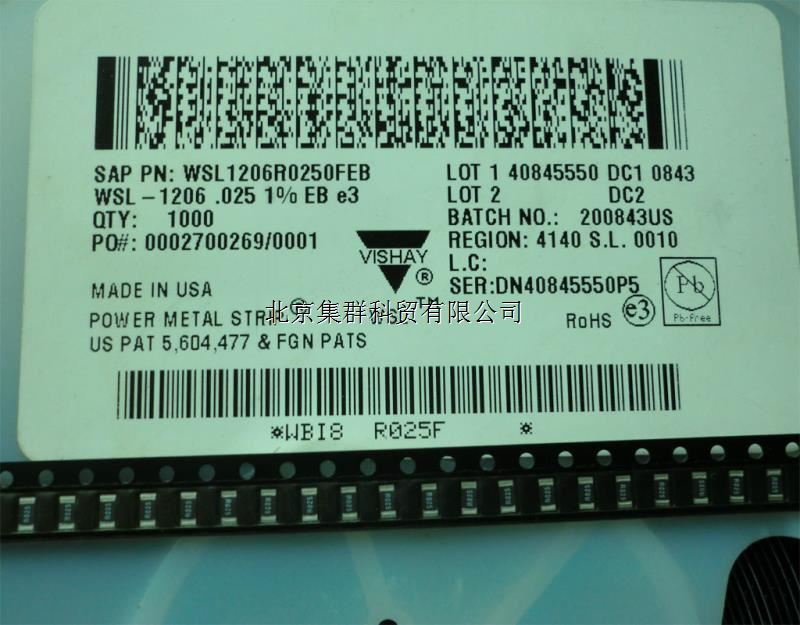 SAP PN: WSL1206R0250FEB
WSL-1206 .025 1% EB e3
QTY: 1000
PO#: 0002700269/0001
LOT 1 40845550 DC1 0843
LOT 2 DC2
BATCH NO.: 200843US
REGION: 4140 S.L. 0010
L.C:
SER:DN40845550P5
VISHAY ®
MADE IN USA
POWER METAL STRIP
北京集群科贸有限公司
TM
RoHS e3
Pb
Pb-free
US PAT 5,604,477 & FGN PATS
*WBI8 R025F *